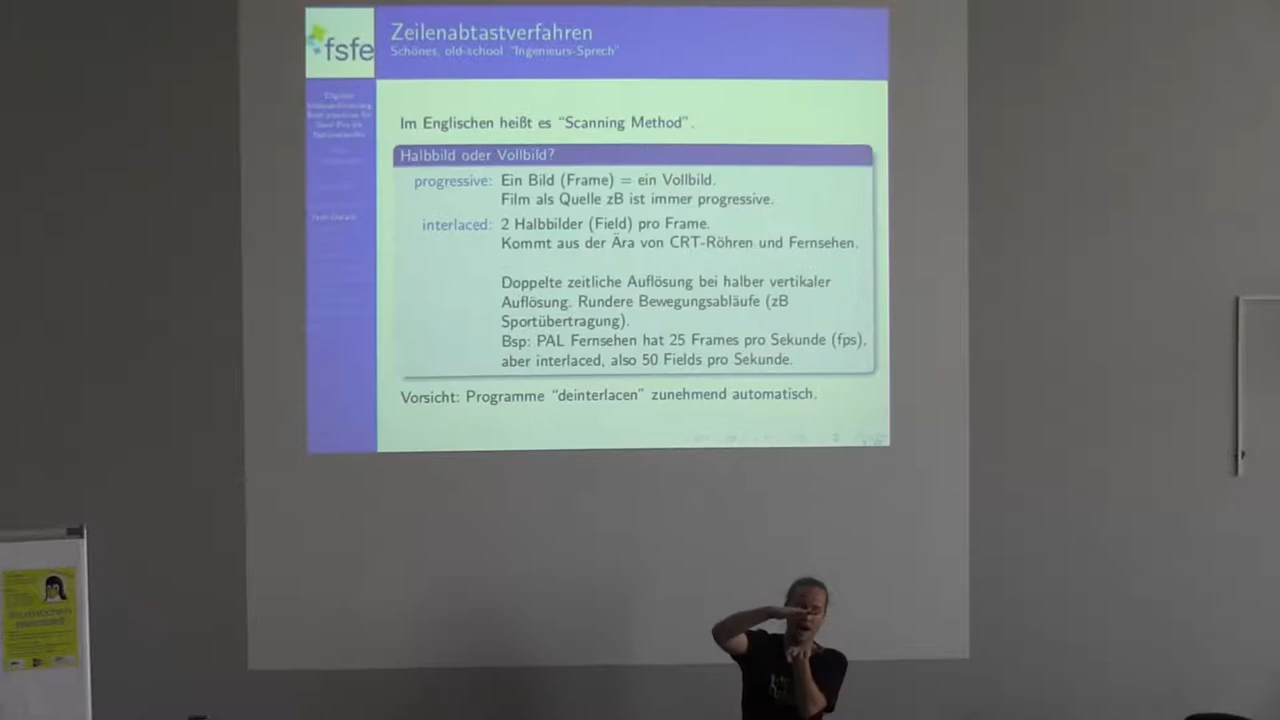 fsfe
Zeilenabtastverfahren
Schönes, old-school "Ingenieurs-Sprech"
Im Englischen heißt es "Scanning Method".
Halbbild oder Vollbild?
progressive: Ein Bild (Frame) = ein Vollbild.
Film als Quelle zB ist immer progressive.
interlaced: 2 Halbbilder (Field) pro Frame.
Kommt aus der Ära von CRT-Röhren und Fernsehen.
Doppelte zeitliche Auflösung bei halber vertikaler
Auflösung. Rundere Bewegungsabläufe (zB
Sportübertragung).
Bsp: PAL Fernsehen hat 25 Frames pro Sekunde (fps),
aber interlaced, also 50 Fields pro Sekunde.
Vorsicht: Programme "deinterlacen" zunehmend automatisch.